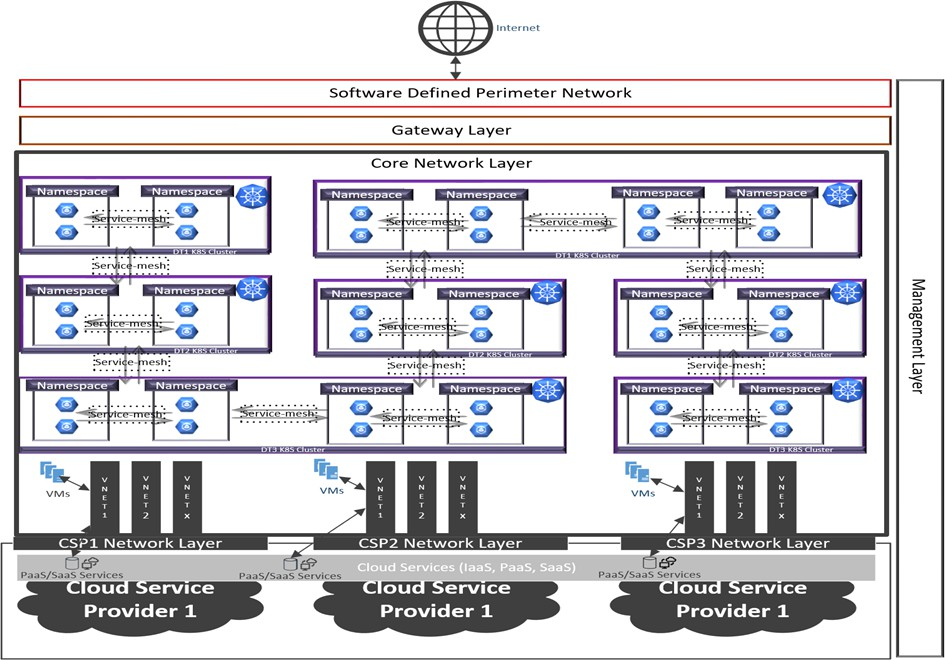 Internet
Software Defined Perimeter Network
Gateway Layer
Core Network Layer
Management Layer
Namespace Namespace
Service-mesh
DT1 K8S Cluster
Namespace Namespace Namespace Namespace
Service-mesh Service-mesh Service-mesh
DT1 K8S Cluster
Service-mesh Service-mesh Service-mesh
Namespace Namespace
Service-mesh
DT2 K8S Cluster
Namespace Namespace
Service-mesh
DT2 K8S Cluster
Namespace Namespace
Service-mesh
DT2 K8S Cluster
Service-mesh Service-mesh Service-mesh
Namespace Namespace Namespace Namespace
Service-mesh Service-mesh Service-mesh
DT3 K8S Cluster
Namespace Namespace
Service-mesh
DT3 K8S Cluster
VMs
VNET1 VNET2 VNETX
VMs
VNET1 VNET2 VNETX
VMs
VNET1 VNET2 VNETX
CSP1 Network Layer
CSP2 Network Layer
CSP3 Network Layer
Cloud Services (IaaS, PaaS, SaaS)
PaaS/SaaS Services
PaaS/SaaS Services
PaaS/SaaS Services
Cloud Service
Provider 1
Cloud Service
Provider 1
Cloud Service
Provider 1